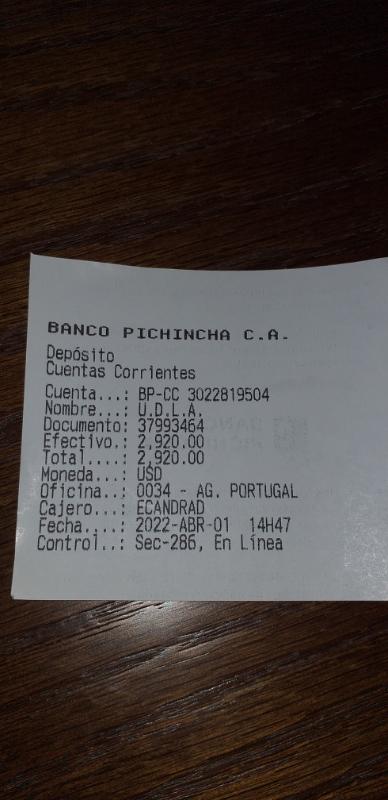 BANCO PICHINCHA C.A.
Depósito
Cuentas Corrientes
Cuenta...: BP-CC 3022819504
Nombre...: U.D.L.A.
Documento: 37993464
Efectivo.: 2,920.00
Total....: 2,920.00
Moneda...: USD
Oficina..: 0034 - AG. PORTUGAL
Cajero...: ECANDRAD
Fecha....: 2022-ABR-01  14H47
Control..: Sec-286, En Línea